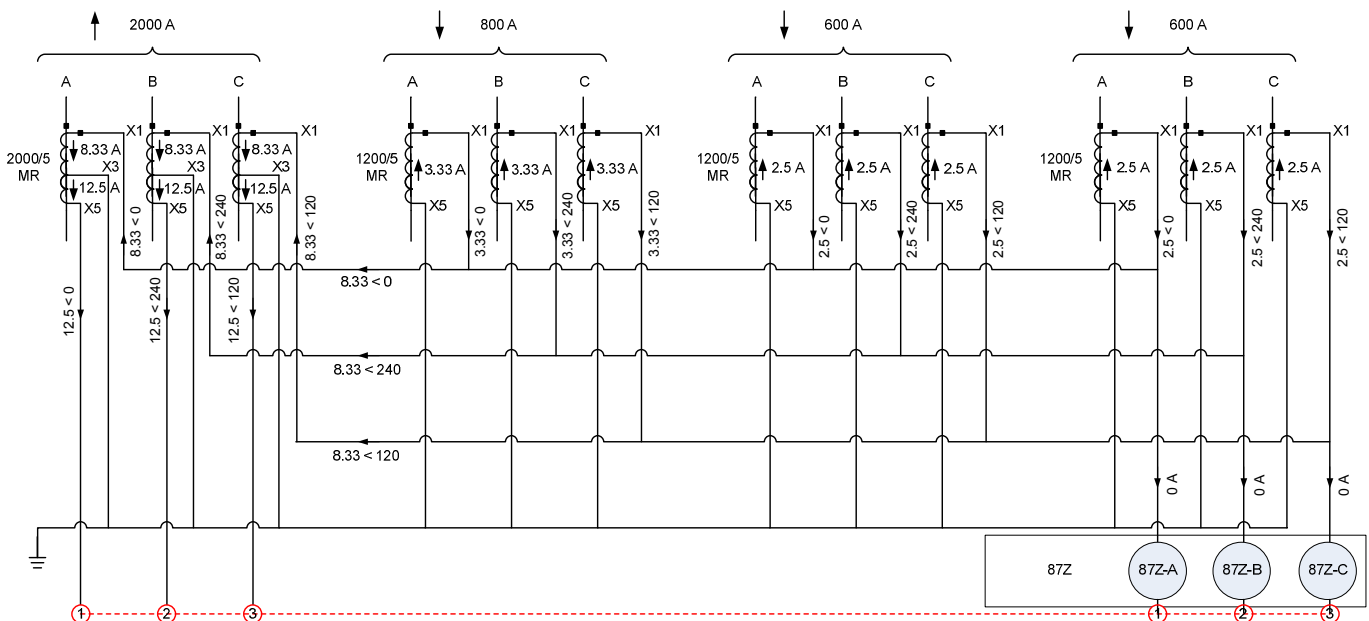 2000 A
800 A
600 A
600 A
A B C
A B C
A B C
A B C
X1 X1 X1
X1 X1 X1
X1 X1 X1
X1 X1 X1
2000/5
MR
8.33 A 8.33 A 8.33 A
X3 X3 X3
12.5 A 12.5 A 12.5 A
X5 X5 X5
1200/5
MR
3.33 A 3.33 A 3.33 A
X5 X5 X5
1200/5
MR
2.5 A 2.5 A 2.5 A
X5 X5 X5
1200/5
MR
2.5 A 2.5 A 2.5 A
X5 X5 X5
8.33 < 0
8.33 < 240
8.33 < 120
3.33 < 0
3.33 < 240
3.33 < 120
2.5 < 0
2.5 < 240
2.5 < 120
2.5 < 0
2.5 < 240
2.5 < 120
12.5 < 0
12.5 < 240
12.5 < 120
8.33 < 0
8.33 < 240
8.33 < 120
0 A
0 A
0 A
87Z
87Z-A
87Z-B
87Z-C
1 2 3
1 2 3